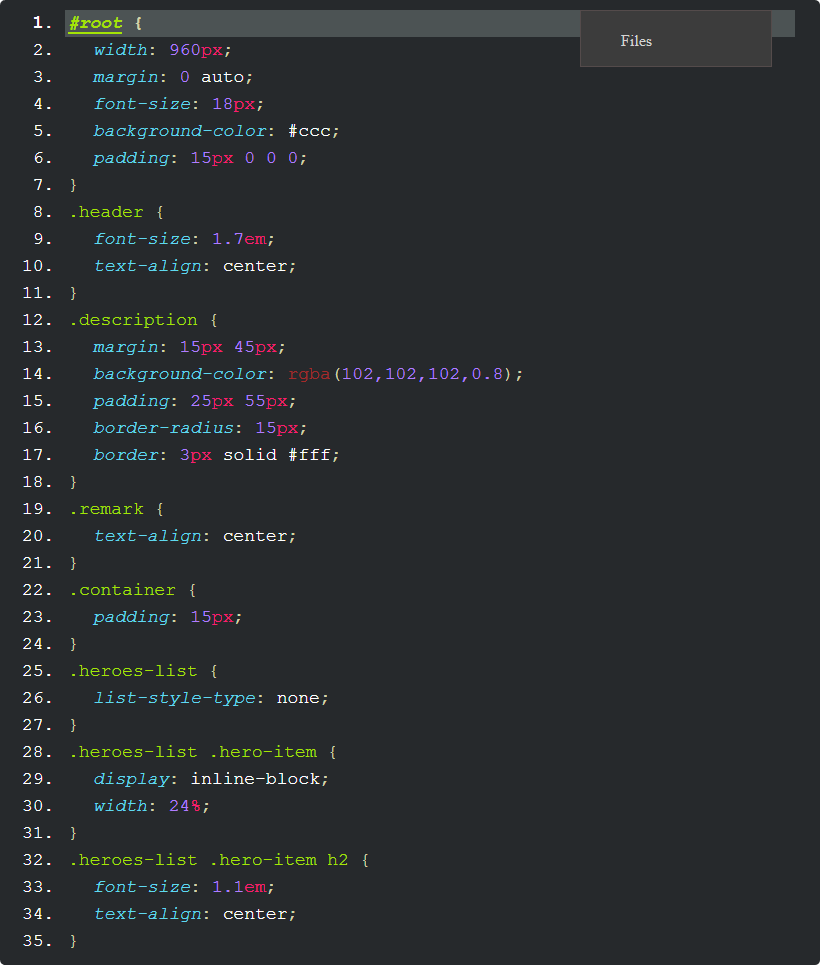 1. #root {
Files
2. width: 960px;
3. margin: 0 auto;
4. font-size: 18px;
5. background-color: #ccc;
6. padding: 15px 0 0 0;
7. }
8. .header {
9. font-size: 1.7em;
10. text-align: center;
11. }
12. .description {
13. margin: 15px 45px;
14. background-color: rgba(102,102,102,0.8);
15. padding: 25px 55px;
16. border-radius: 15px;
17. border: 3px solid #fff;
18. }
19. .remark {
20. text-align: center;
21. }
22. .container {
23. padding: 15px;
24. }
25. .heroes-list {
26. list-style-type: none;
27. }
28. .heroes-list .hero-item {
29. display: inline-block;
30. width: 24%;
31. }
32. .heroes-list .hero-item h2 {
33. font-size: 1.1em;
34. text-align: center;
35. }